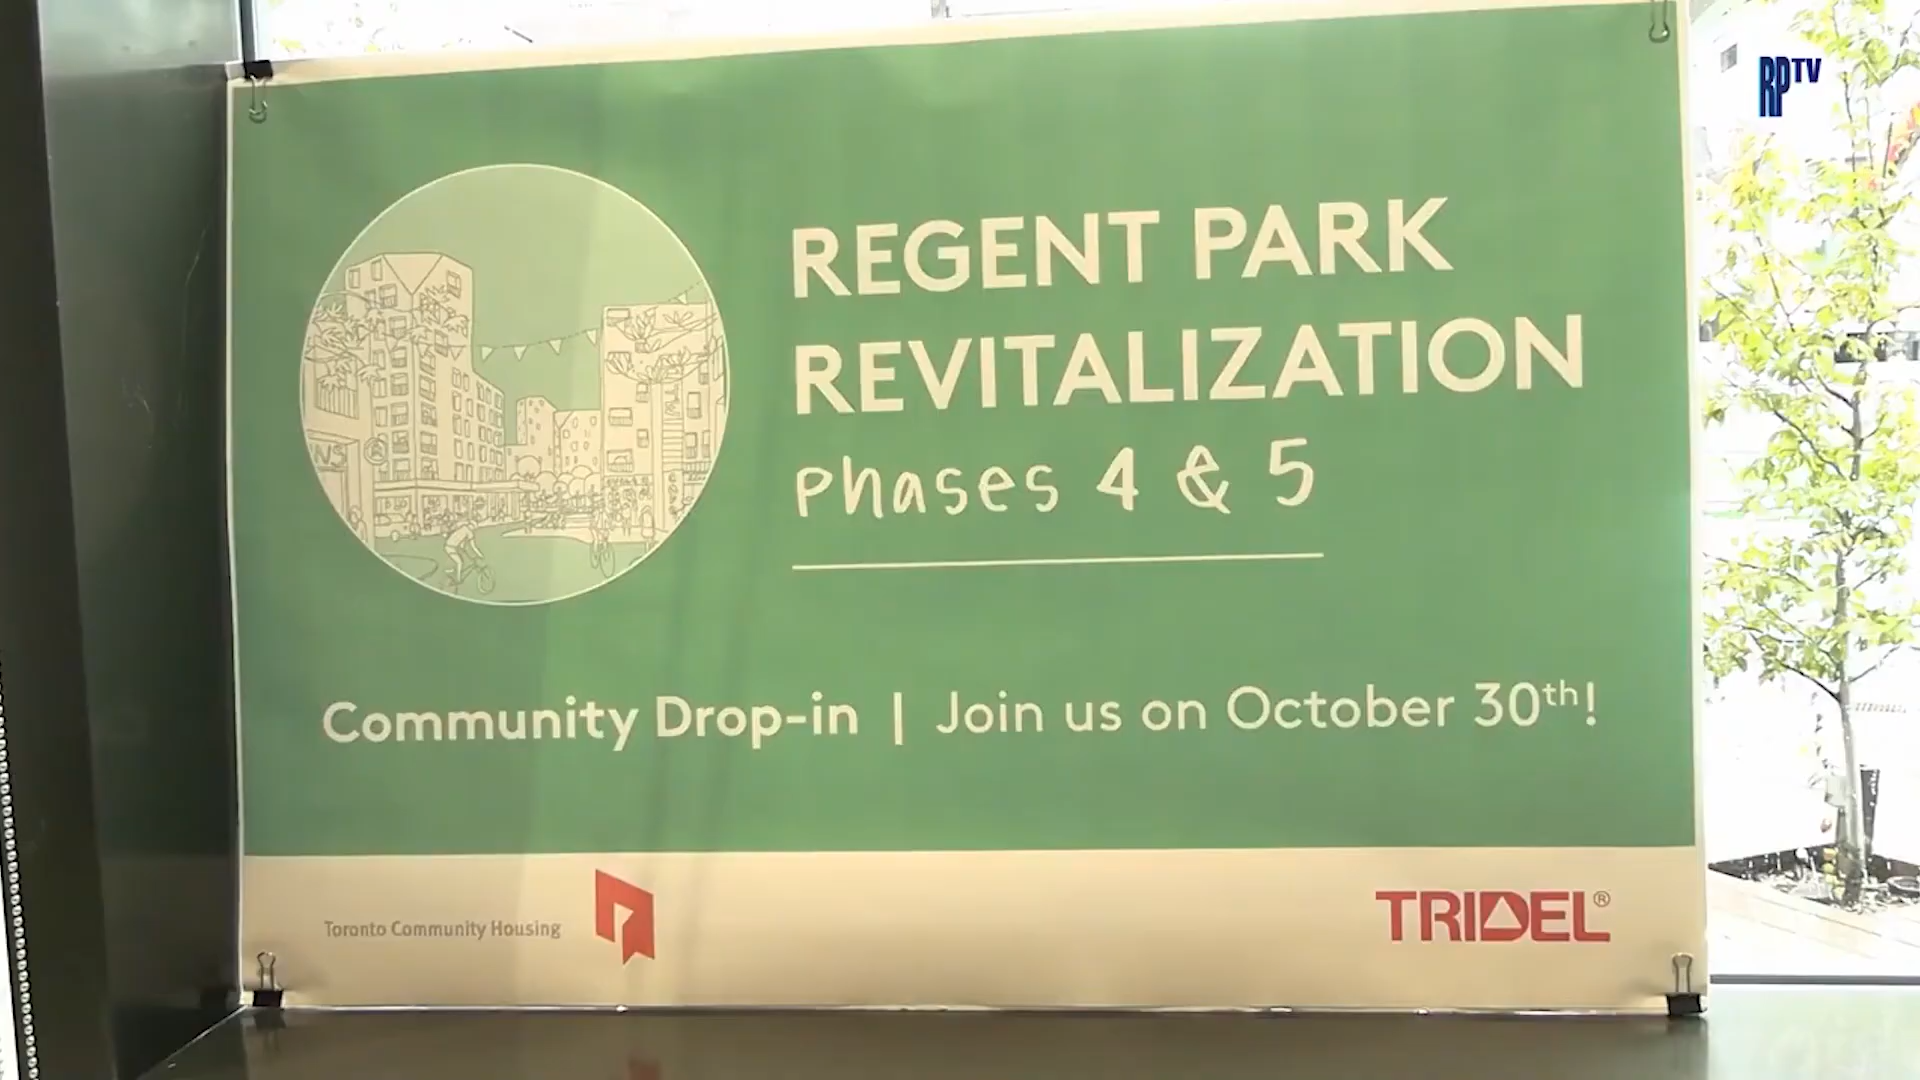 RPTV
REGENT PARK
REVITALIZATION
Phases 4 & 5
NS
Community Drop-in | Join us on October 30th!
Toronto Community Housing
TRIDEL®